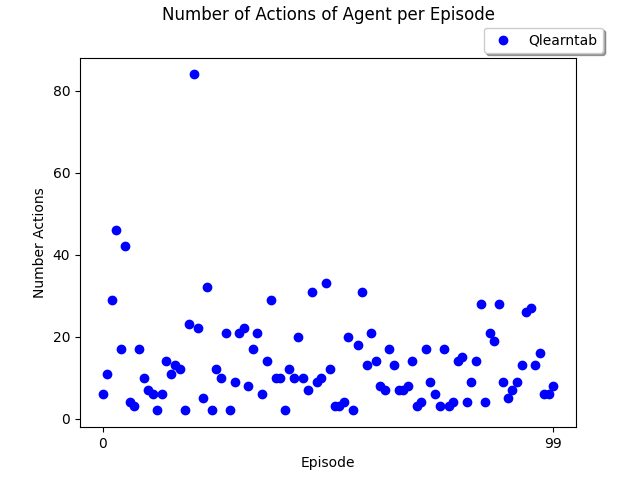 Number of Actions of Agent per Episode
Qlearntab
80
60
40
20
0
Number Actions
0
99
Episode